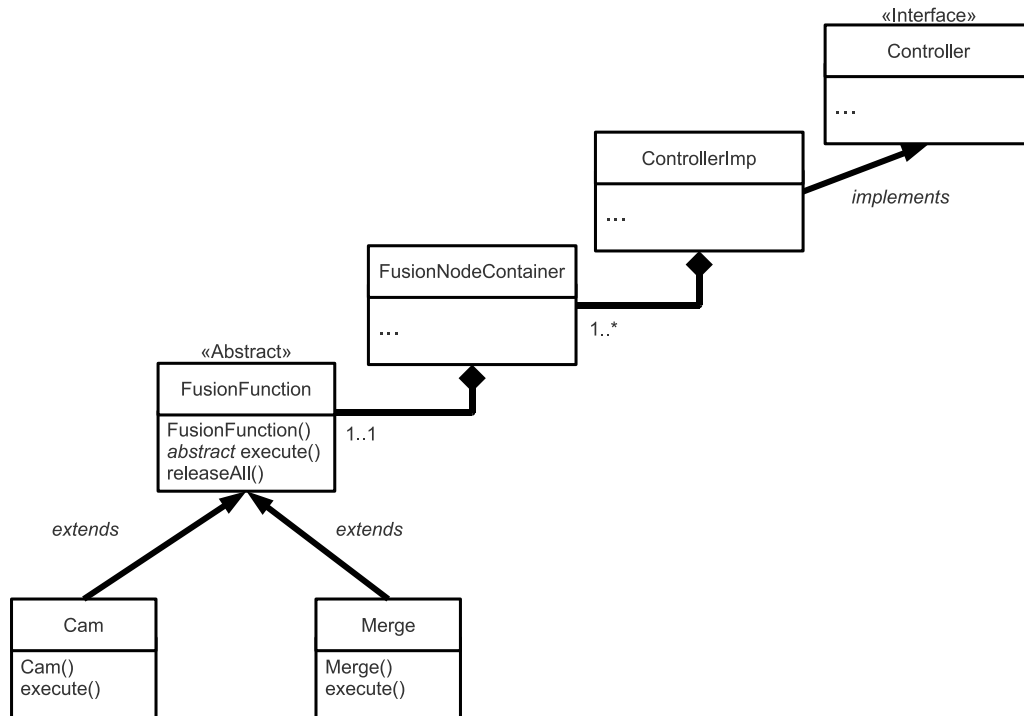 «Interface»
Controller
...
ControllerImp
...
implements
FusionNodeContainer
...
1..*
«Abstract»
FusionFunction
FusionFunction()
abstract execute()
releaseAll()
1..1
extends
extends
Cam
Cam()
execute()
Merge
Merge()
execute()